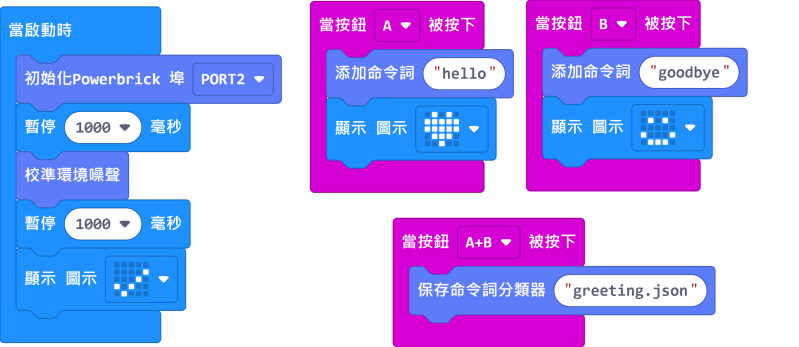 當啟動時
初始化Powerbrick 埠 PORT2
暫停 1000 毫秒
校準環境噪聲
暫停 1000 毫秒
顯示 圖示
當按鈕 A 被按下
添加命令詞 "hello"
顯示 圖示
當按鈕 B 被按下
添加命令詞 "goodbye"
顯示 圖示
當按鈕 A+B 被按下
保存命令詞分類器 "greeting.json"